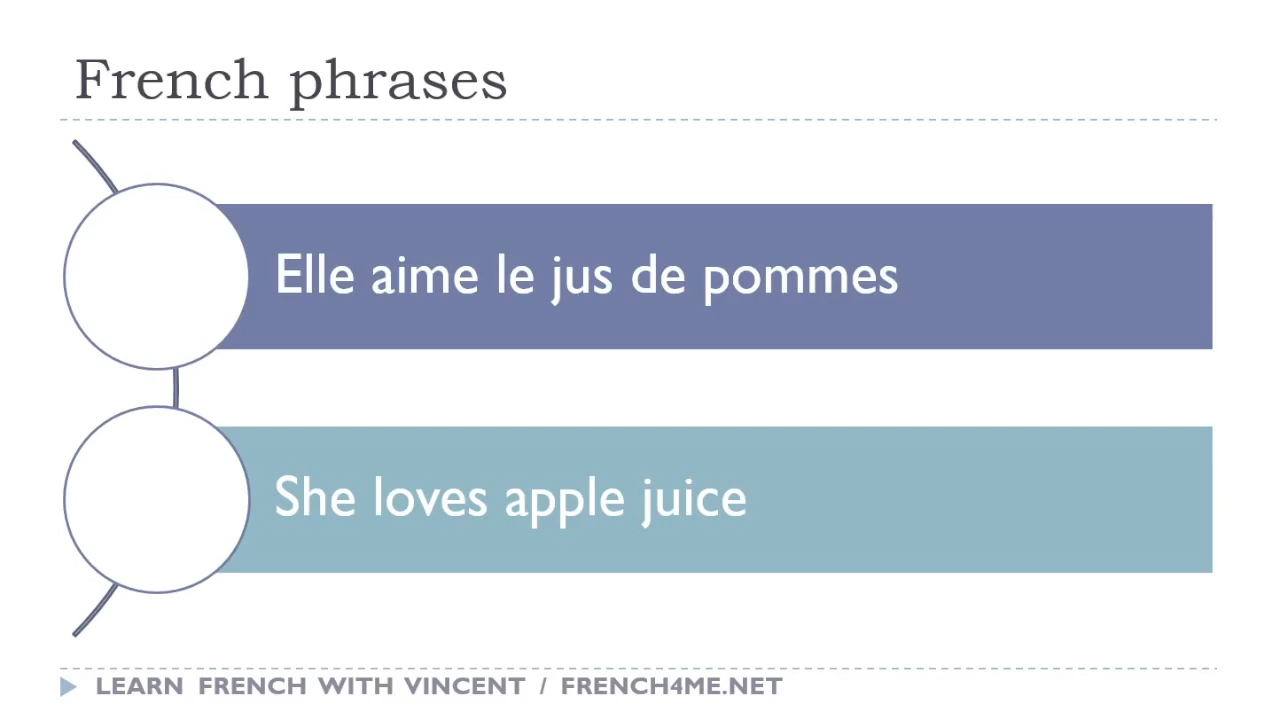 French phrases
Elle aime le jus de pommes
She loves apple juice
LEARN FRENCH WITH VINCENT / FRENCH4ME.NET